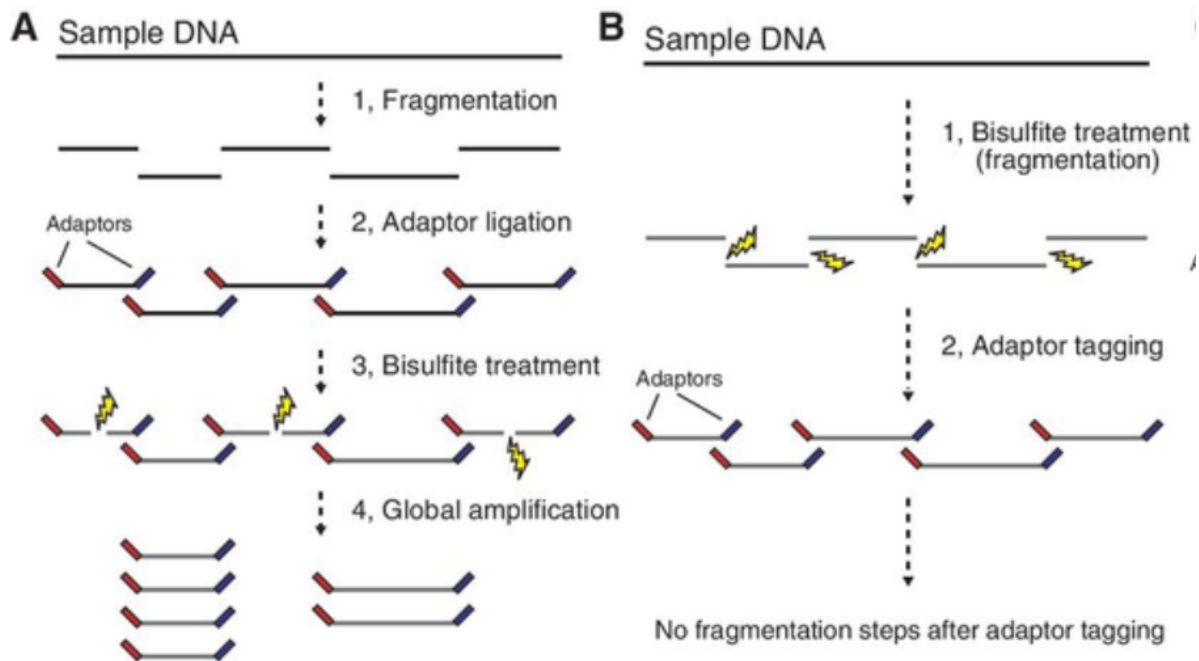 A Sample DNA
1, Fragmentation
2, Adaptor ligation
Adaptors
3, Bisulfite treatment
4, Global amplification
B Sample DNA
1, Bisulfite treatment
(fragmentation)
2, Adaptor tagging
Adaptors
No fragmentation steps after adaptor tagging